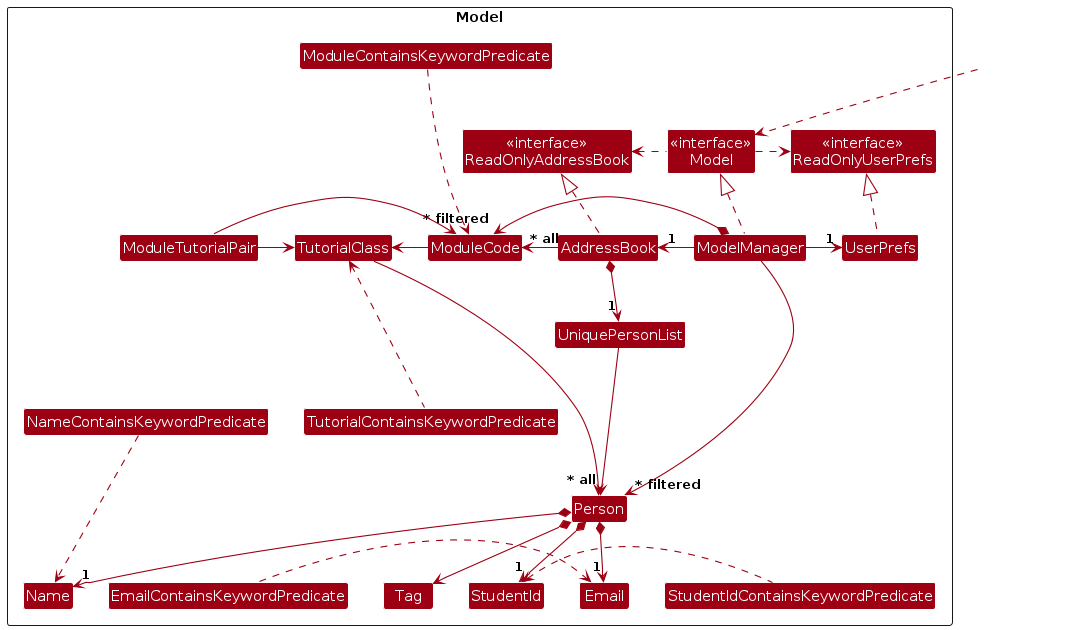 Model
ModuleContainsKeywordPredicate
«interface»
ReadOnlyAddressBook
«interface»
Model
«interface»
ReadOnlyUserPrefs
* filtered
ModuleTutorialPair
TutorialClass
ModuleCode
* all
AddressBook
1
ModelManager
1
UserPrefs
1
UniquePersonList
NameContainsKeywordPredicate
TutorialContainsKeywordPredicate
* all
* filtered
Person
1
1
1
Name
EmailContainsKeywordPredicate
Tag
StudentId
Email
StudentIdContainsKeywordPredicate